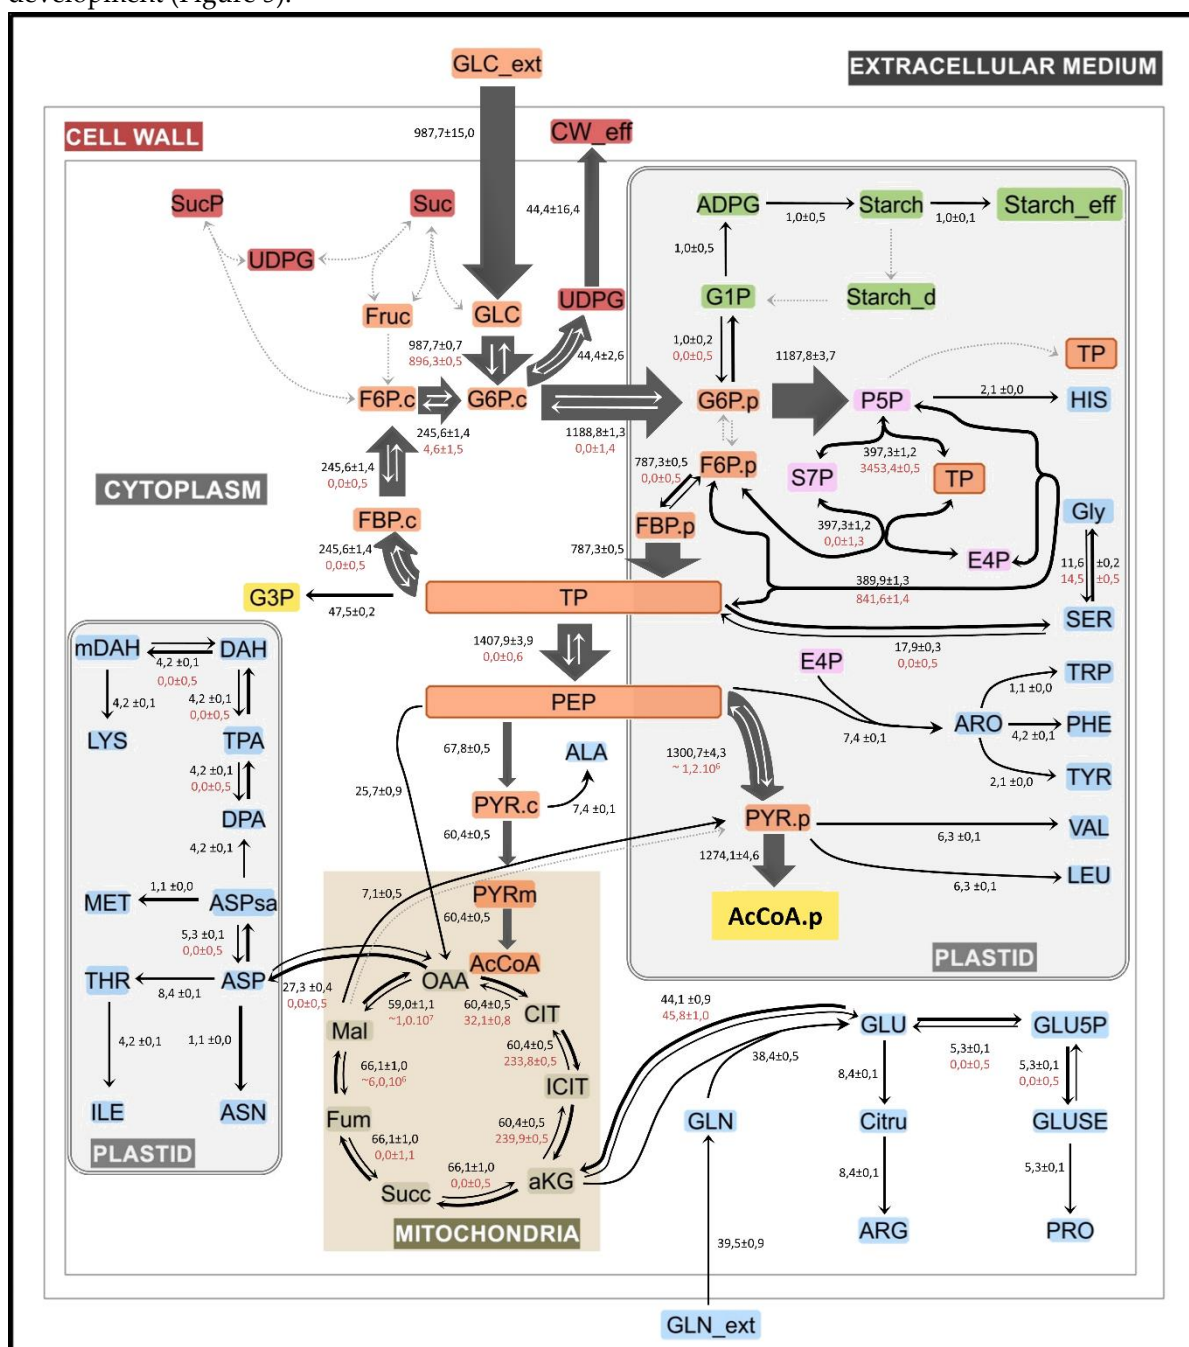 development (Figure 5).
GLC_ext
EXTRACELLULAR MEDIUM
CELL WALL
987,7±15,0
CW_eff
SucP
Suc
44,4±16,4
ADPG
1,0±0,5
Starch
1,0±0,1
Starch_eff
UDPG
1,0±0,5
Fruc
GLC
UDPG
G1P
Starch_d
987,7±0,7
896,3±0,5
44,4±2,6
1,0±0,2
0,0±0,5
1187,8±3,7
TP
F6P.c
G6P.c
G6P.p
P5P
2,1 ±0,0
HIS
245,6±1,4
4,6±1,5
1188,8±1,3
0,0±1,4
397,3±1,2
3453,4±0,5
245,6±1,4
0,0±0,5
787,3±0,5
0,0±0,5
F6P.p
S7P
TP
CYTOPLASM
FBP.c
FBP.p
397,3±1,2
0,0±1,3
Gly
245,6±1,4
0,0±0,5
787,3±0,5
E4P
11,6 ±0,2
14,5 ±0,5
G3P
47,5±0,2
TP
389,9±1,3
841,6±1,4
SER
mDAH
DAH
4,2 ±0,1
0,0±0,5
1407,9±3,9
0,0±0,6
17,9±0,3
0,0±0,5
E4P
TRP
4,2 ±0,1
4,2 ±0,1
0,0±0,5
PEP
1,1 ±0,0
LYS
TPA
67,8±0,5
ALA
1300,7±4,3
~ 1,2.10⁶
7,4 ±0,1
ARO
4,2 ±0,1
PHE
4,2 ±0,1
0,0±0,5
25,7±0,9
2,1 ±0,0
TYR
DPA
PYR.c
7,4 ±0,1
PYR.p
6,3 ±0,1
VAL
4,2 ±0,1
60,4±0,5
1274,1±4,6
6,3 ±0,1
LEU
MET
1,1 ±0,0
ASPsa
7,1±0,5
PYRm
60,4±0,5
AcCoA.p
5,3 ±0,1
0,0±0,5
AcCoA
PLASTID
THR
8,4 ±0,1
ASP
27,3 ±0,4
0,0±0,5
OAA
59,0±1,1
~1,0.10⁷
60,4±0,5
32,1±0,8
CIT
44,1 ±0,9
45,8±1,0
GLU
GLU5P
4,2 ±0,1
1,1 ±0,0
Mal
60,4±0,5
233,8±0,5
38,4±0,5
5,3±0,1
0,0±0,5
5,3±0,1
0,0±0,5
66,1±1,0
~6,0,10⁶
ICIT
8,4±0,1
ILE
ASN
Fum
60,4±0,5
239,9±0,5
GLN
Citru
GLUSE
PLASTID
66,1±1,0
0,0±1,1
66,1±1,0
0,0±0,5
aKG
8,4±0,1
5,3±0,1
Succ
MITOCHONDRIA
39,5±0,9
ARG
PRO
GLN_ext